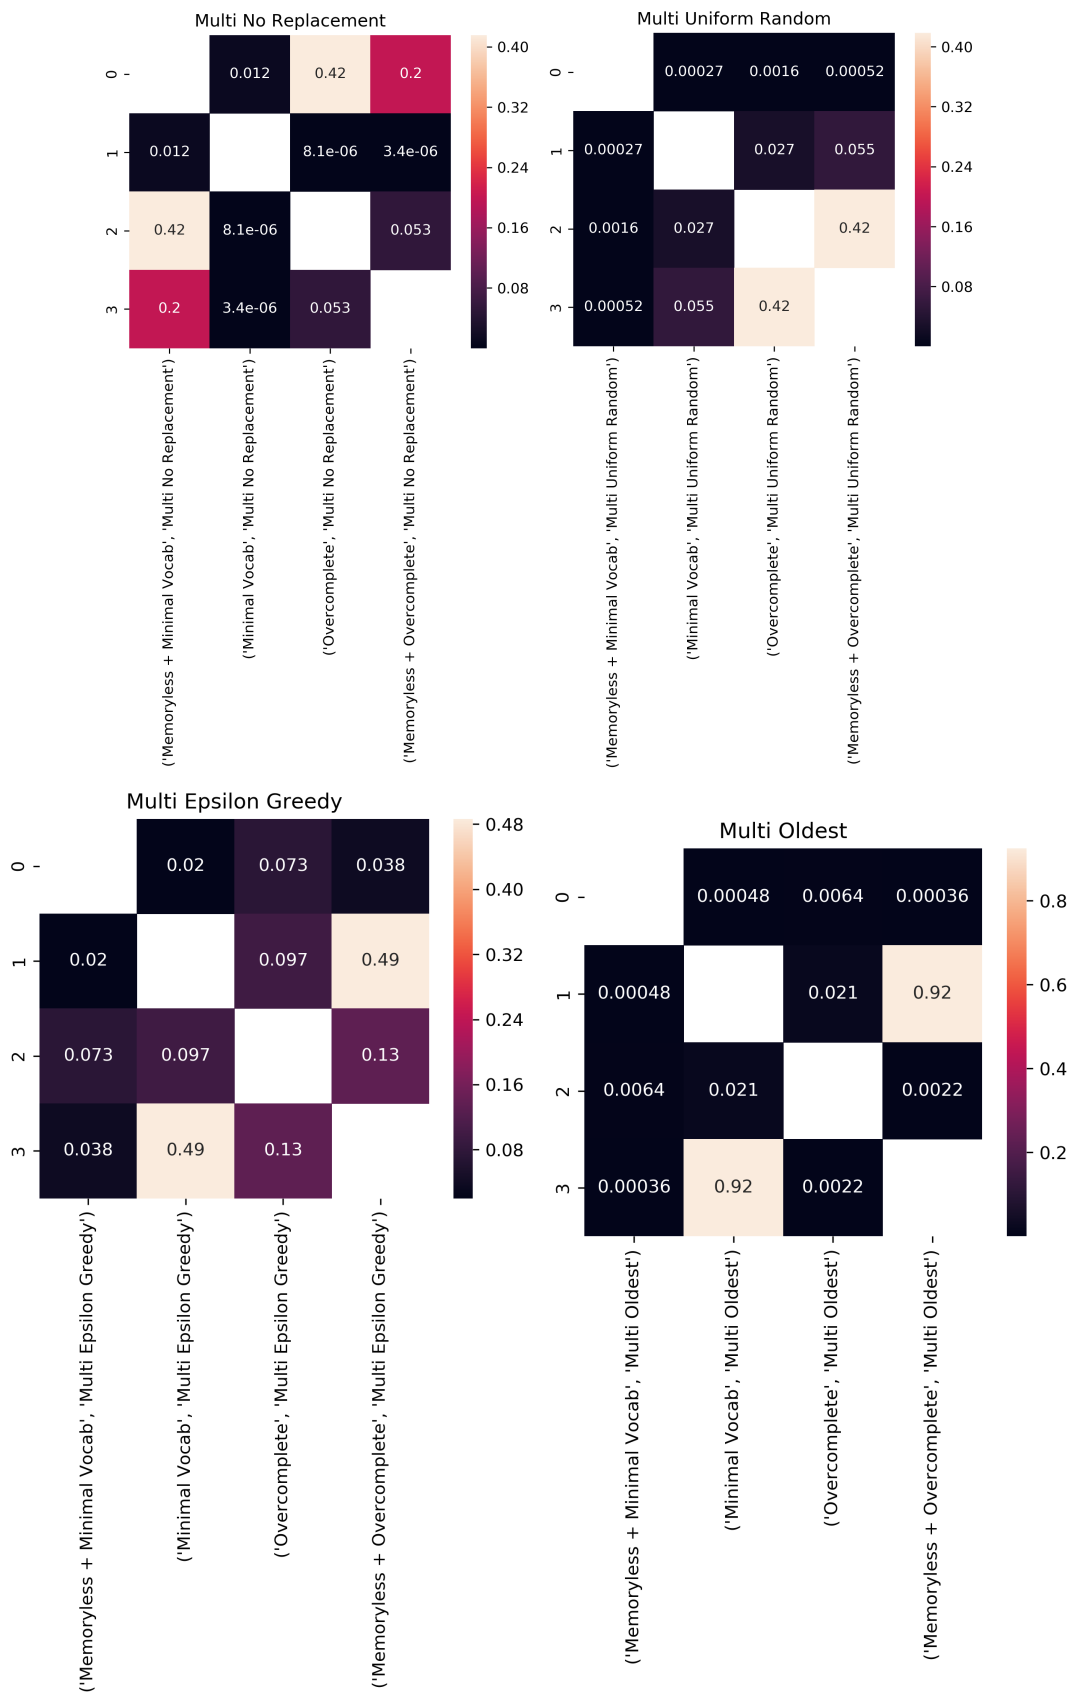 Multi No Replacement
0
0.012 0.42 0.2
1
0.012 8.1e-06 3.4e-06
2
0.42 8.1e-06 0.053
3
0.2 3.4e-06 0.053
0.40
0.32
0.24
0.16
0.08
('Memoryless + Minimal Vocab', 'Multi No Replacement')
('Minimal Vocab', 'Multi No Replacement')
('Overcomplete', 'Multi No Replacement')
('Memoryless + Overcomplete', 'Multi No Replacement')
Multi Uniform Random
0
0.00027 0.0016 0.00052
1
0.00027 0.027 0.055
2
0.0016 0.027 0.42
3
0.00052 0.055 0.42
0.40
0.32
0.24
0.16
0.08
('Memoryless + Minimal Vocab', 'Multi Uniform Random')
('Minimal Vocab', 'Multi Uniform Random')
('Overcomplete', 'Multi Uniform Random')
('Memoryless + Overcomplete', 'Multi Uniform Random')
Multi Epsilon Greedy
0
0.02 0.073 0.038
1
0.02 0.097 0.49
2
0.073 0.097 0.13
3
0.038 0.49 0.13
0.48
0.40
0.32
0.24
0.16
0.08
('Memoryless + Minimal Vocab', 'Multi Epsilon Greedy')
('Minimal Vocab', 'Multi Epsilon Greedy')
('Overcomplete', 'Multi Epsilon Greedy')
('Memoryless + Overcomplete', 'Multi Epsilon Greedy')
Multi Oldest
0
0.00048 0.0064 0.00036
1
0.00048 0.021 0.92
2
0.0064 0.021 0.0022
3
0.00036 0.92 0.0022
0.8
0.6
0.4
0.2
('Memoryless + Minimal Vocab', 'Multi Oldest')
('Minimal Vocab', 'Multi Oldest')
('Overcomplete', 'Multi Oldest')
('Memoryless + Overcomplete', 'Multi Oldest')